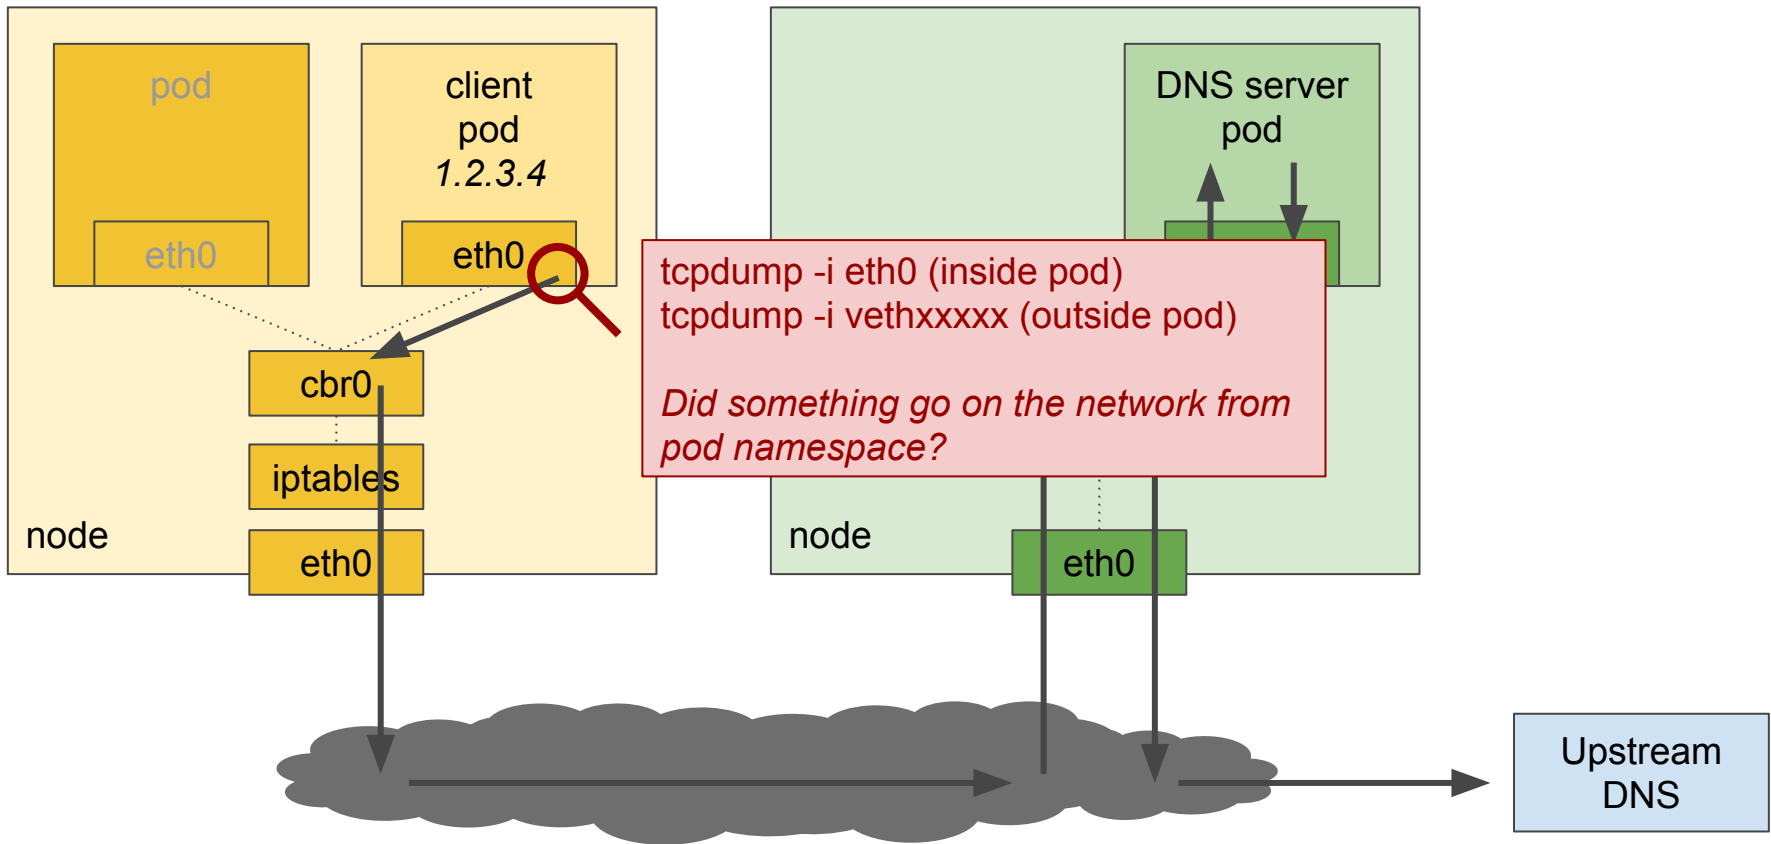 pod
eth0
client
pod
1.2.3.4
eth0
cbr0
iptables
eth0
node
DNS server
pod
tcpdump -i eth0 (inside pod)
tcpdump -i vethxxxxx (outside pod)
Did something go on the network from
pod namespace?
node
eth0
Upstream
DNS